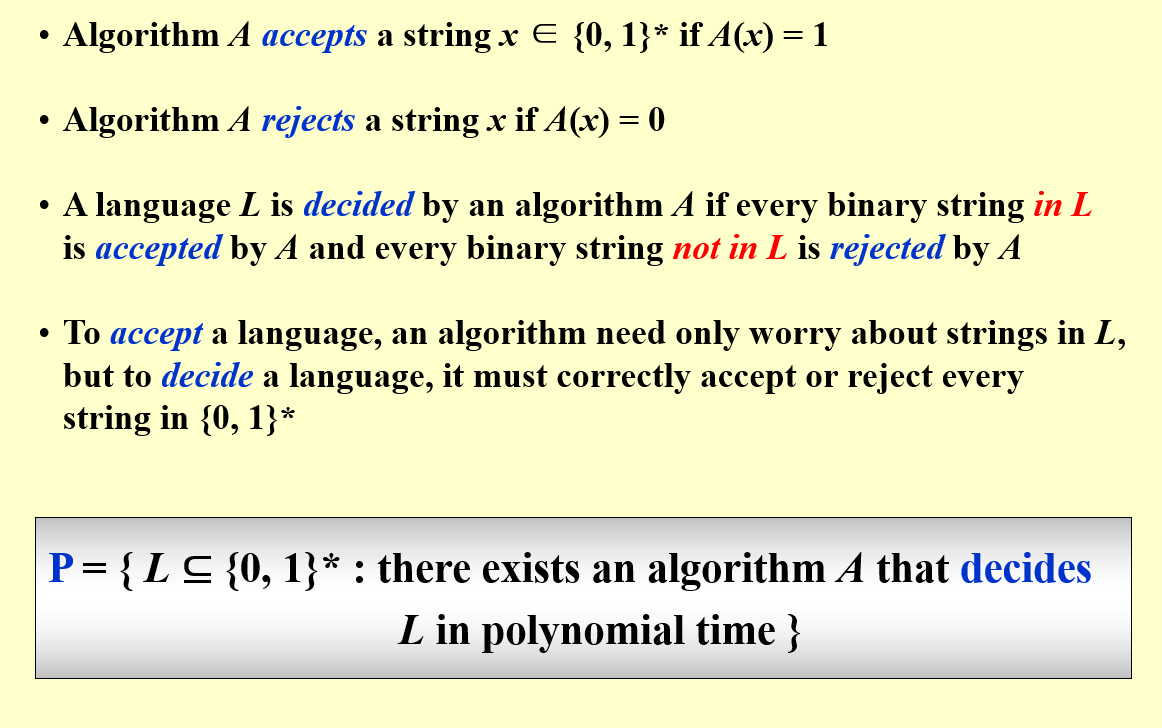 • Algorithm A accepts a string x ∈ {0, 1}* if A(x) = 1
• Algorithm A rejects a string x if A(x) = 0
• A language L is decided by an algorithm A if every binary string in L
is accepted by A and every binary string not in L is rejected by A
• To accept a language, an algorithm need only worry about strings in L,
but to decide a language, it must correctly accept or reject every
string in {0, 1}*
P = { L ⊆ {0, 1}* : there exists an algorithm A that decides
L in polynomial time }